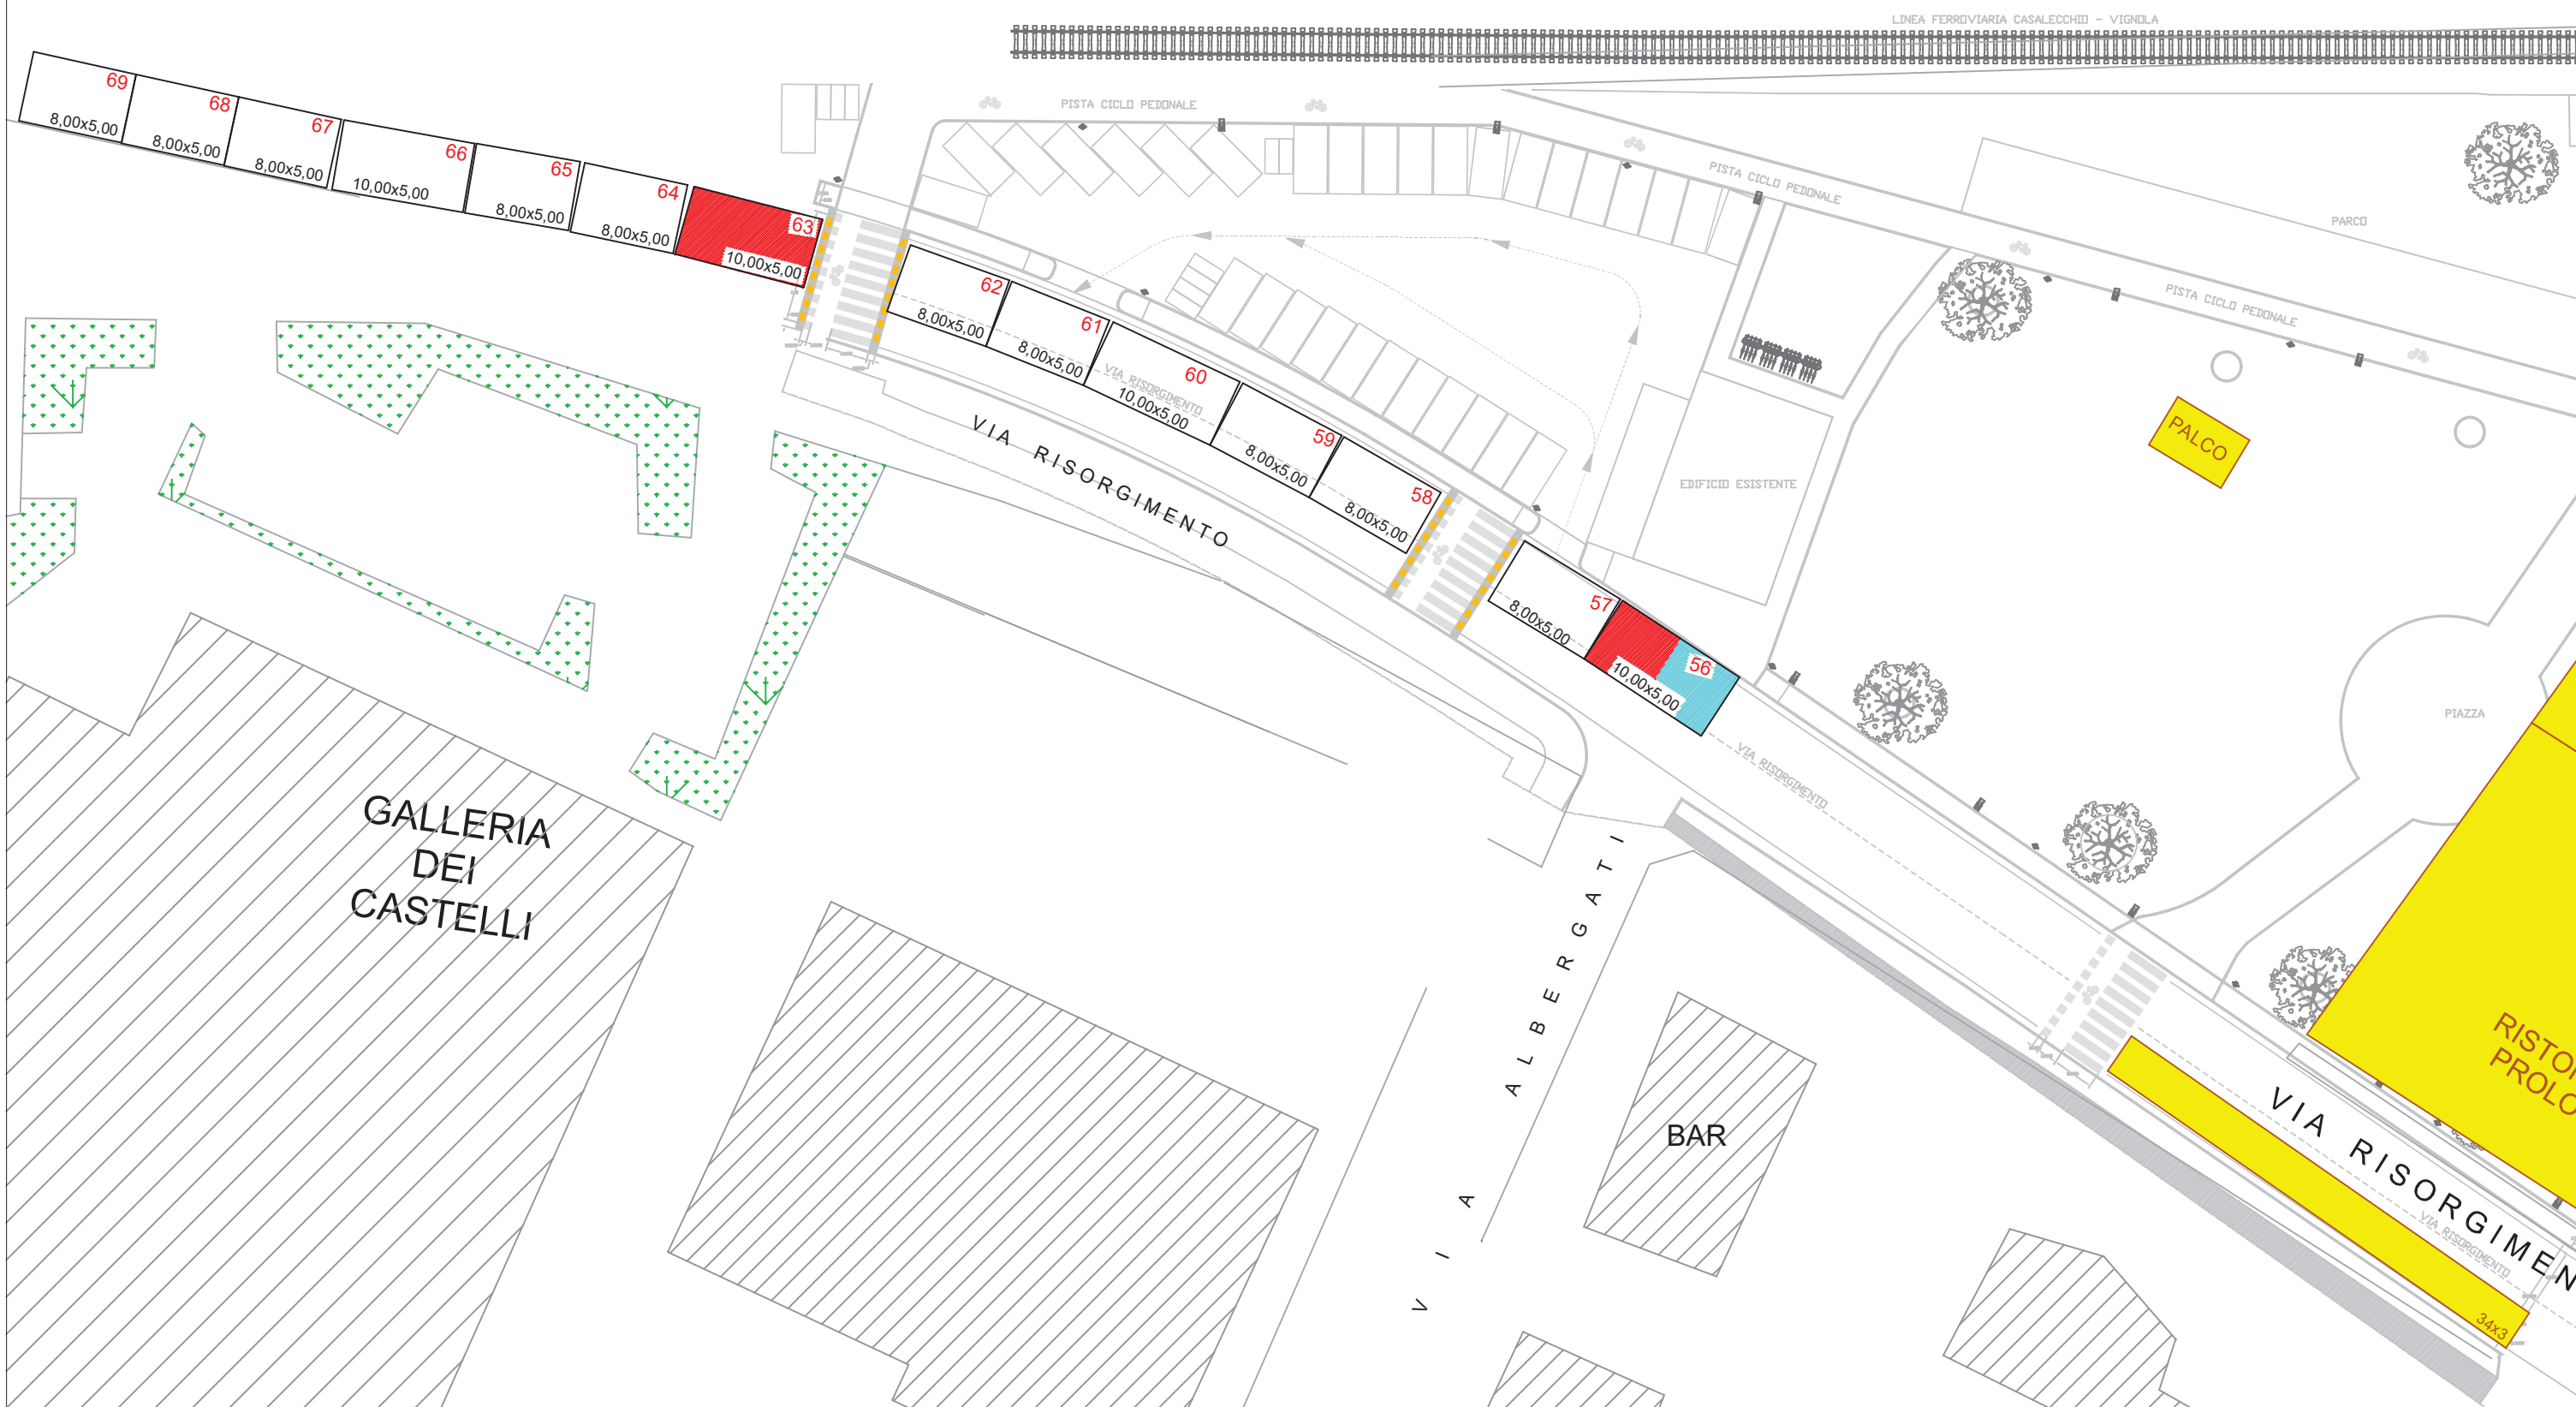 LINEA FERROVIARIA CASALECCHIO - VIGNOLA
PISTA CICLO PEDONALE
PISTA CICLO PEDONALE
PARCO
PISTA CICLO PEDONALE
69
8,00x5,00
68
8,00x5,00
67
8,00x5,00
66
10,00x5,00
65
8,00x5,00
64
8,00x5,00
63
10,00x5,00
62
8,00x5,00
61
8,00x5,00
60
10,00x5,00
59
8,00x5,00
58
8,00x5,00
57
8,00x5,00
56
10,00x5,00
VIA RISORGIMENTO
VIA RISORGIMENTO
EDIFICIO ESISTENTE
PALCO
PIAZZA
VIA RISORGIMENTO
GALLERIA
DEI
CASTELLI
VIA ALBERGATI
BAR
RISTO
PROLO
VIA RISORGIMEN
VIA RISORGIMENTO
34x3